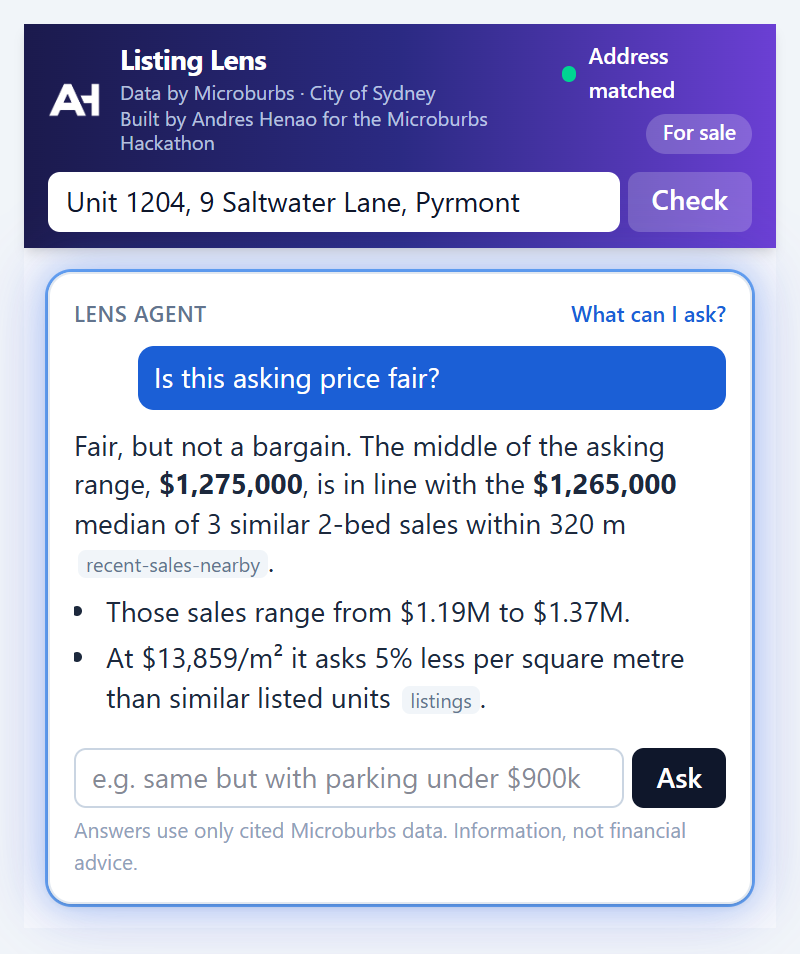 AH
Listing Lens
Data by Microburbs · City of Sydney
Built by Andres Henao for the Microburbs
Hackathon
Address
matched
For sale
Unit 1204, 9 Saltwater Lane, Pyrmont
Check
LENS AGENT
What can I ask?
Is this asking price fair?
Fair, but not a bargain. The middle of the asking
range, $1,275,000, is in line with the $1,265,000
median of 3 similar 2-bed sales within 320 m
recent-sales-nearby.
• Those sales range from $1.19M to $1.37M.
• At $13,859/m² it asks 5% less per square metre
than similar listed units listings.
e.g. same but with parking under $900k
Ask
Answers use only cited Microburbs data. Information, not financial
advice.